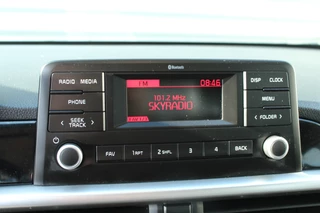 Bluetooth
RADIO MEDIA
FM 08:46
DISP CLOCK
PHONE
101.2 MHz
MENU
SKYRADIO
SEEK
TRACK
FOLDER
FAV 1 RPT 2 SHFL 3 4 BACK